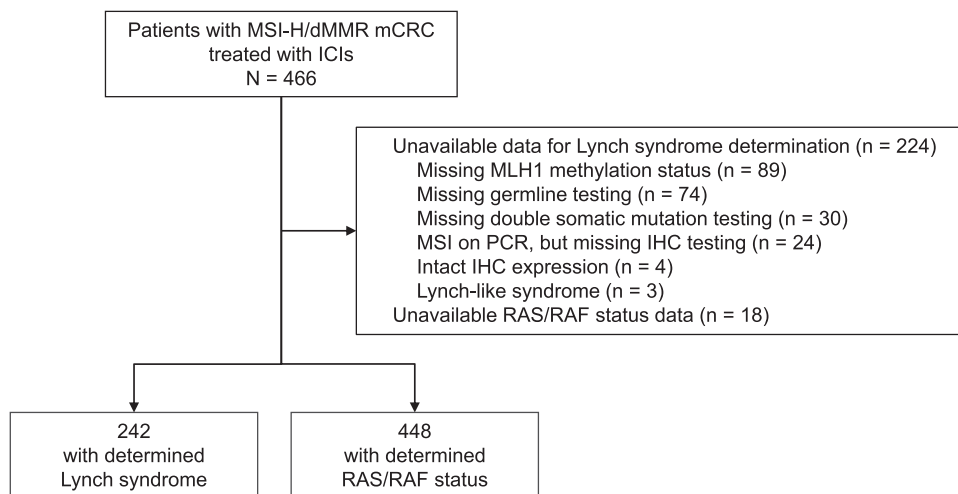 Patients with MSI-H/dMMR mCRC
treated with ICIs
N = 466
Unavailable data for Lynch syndrome determination (n = 224)
Missing MLH1 methylation status (n = 89)
Missing germline testing (n = 74)
Missing double somatic mutation testing (n = 30)
MSI on PCR, but missing IHC testing (n = 24)
Intact IHC expression (n = 4)
Lynch-like syndrome (n = 3)
Unavailable RAS/RAF status data (n = 18)
242
with determined
Lynch syndrome
448
with determined
RAS/RAF status